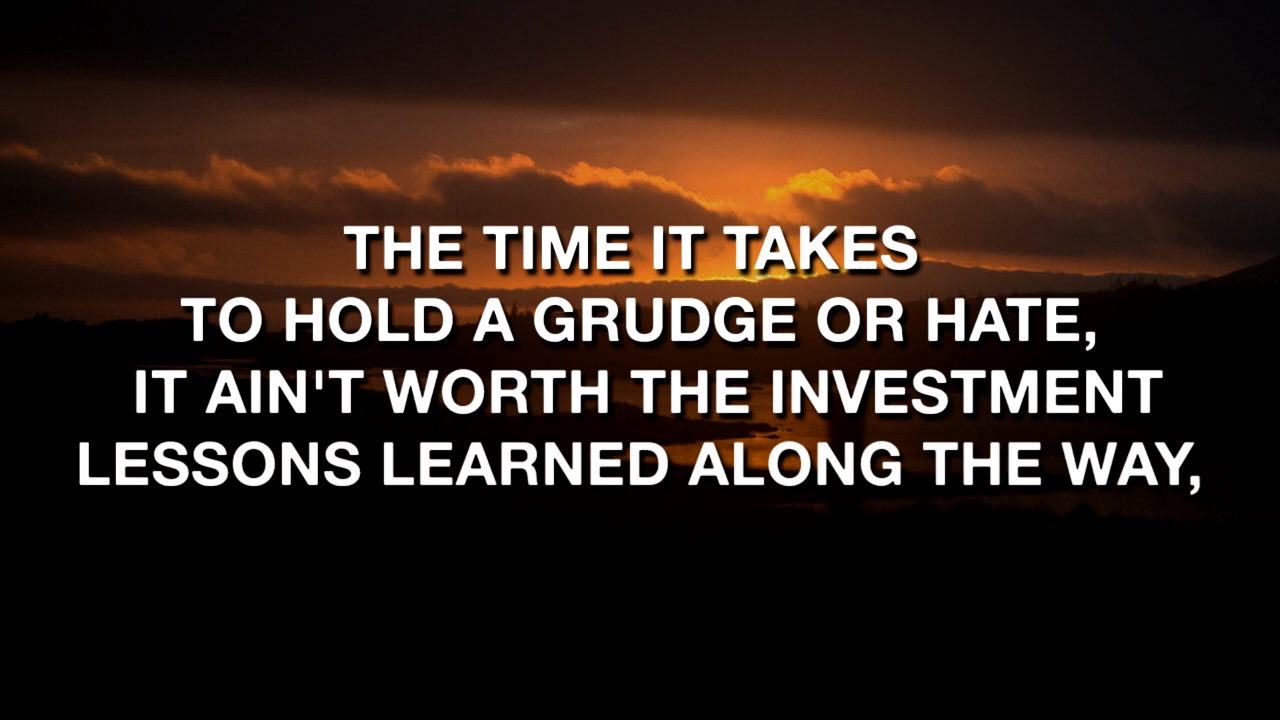 THE TIME IT TAKES
TO HOLD A GRUDGE OR HATE,
IT AIN'T WORTH THE INVESTMENT
LESSONS LEARNED ALONG THE WAY,